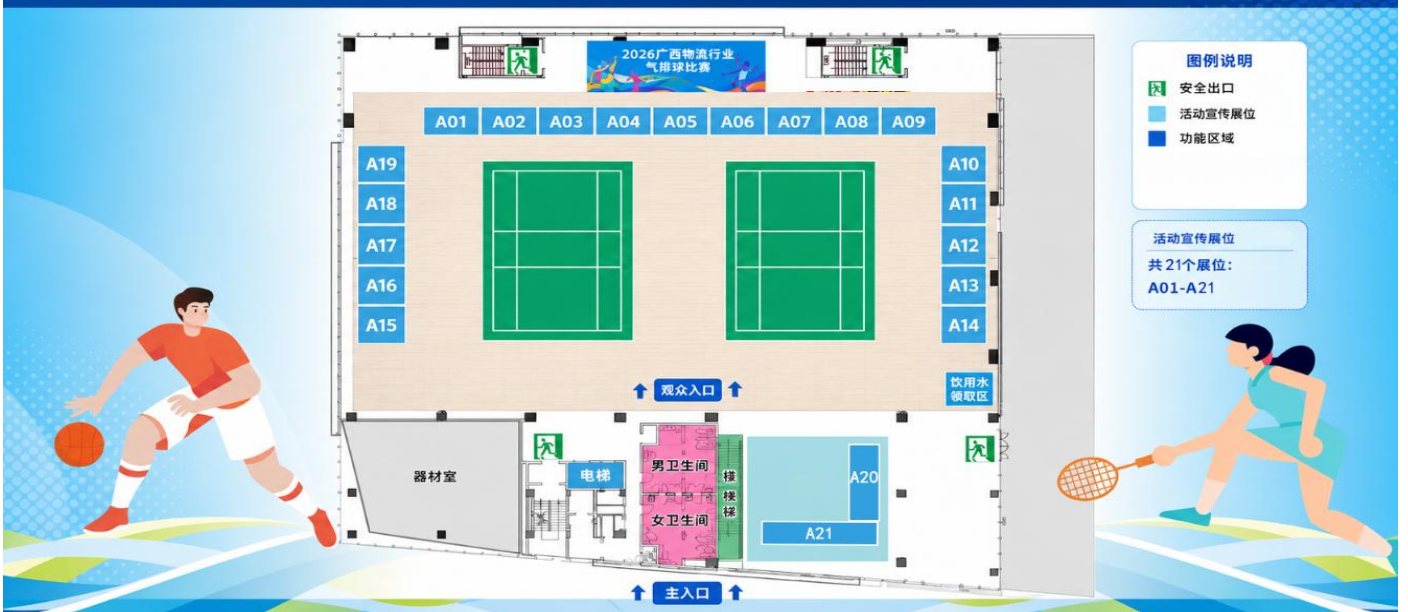 2026广西物流行业
气排球比赛
A01 A02 A03 A04 A05 A06 A07 A08 A09
A19
A18
A17
A16
A15
A10
A11
A12
A13
A14
观众入口
饮用水
领取区
器材室
电梯
男卫生间
女卫生间
楼
梯
A20
A21
主入口
图例说明
安全出口
活动宣传展位
功能区域
活动宣传展位
共21个展位：
A01-A21